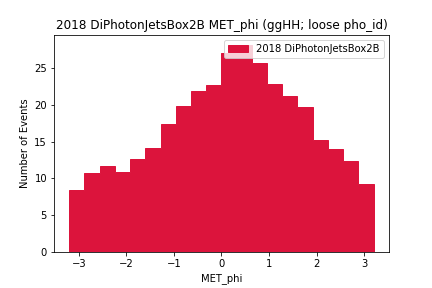 2018 DiPhotonJetsBox2B MET_phi (ggHH; loose pho_id)
2018 DiPhotonJetsBox2B
Number of Events
25
20
15
10
5
0
−3 −2 −1 0 1 2 3
MET_phi